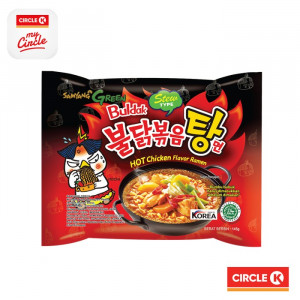 CIRCLE K
my
Circle
SAMYANG GREEN
STEW
TYPE
Buldak
불닭볶음탕
면
HOT Chicken Flavor Ramen
KOREA
CIRCLE K